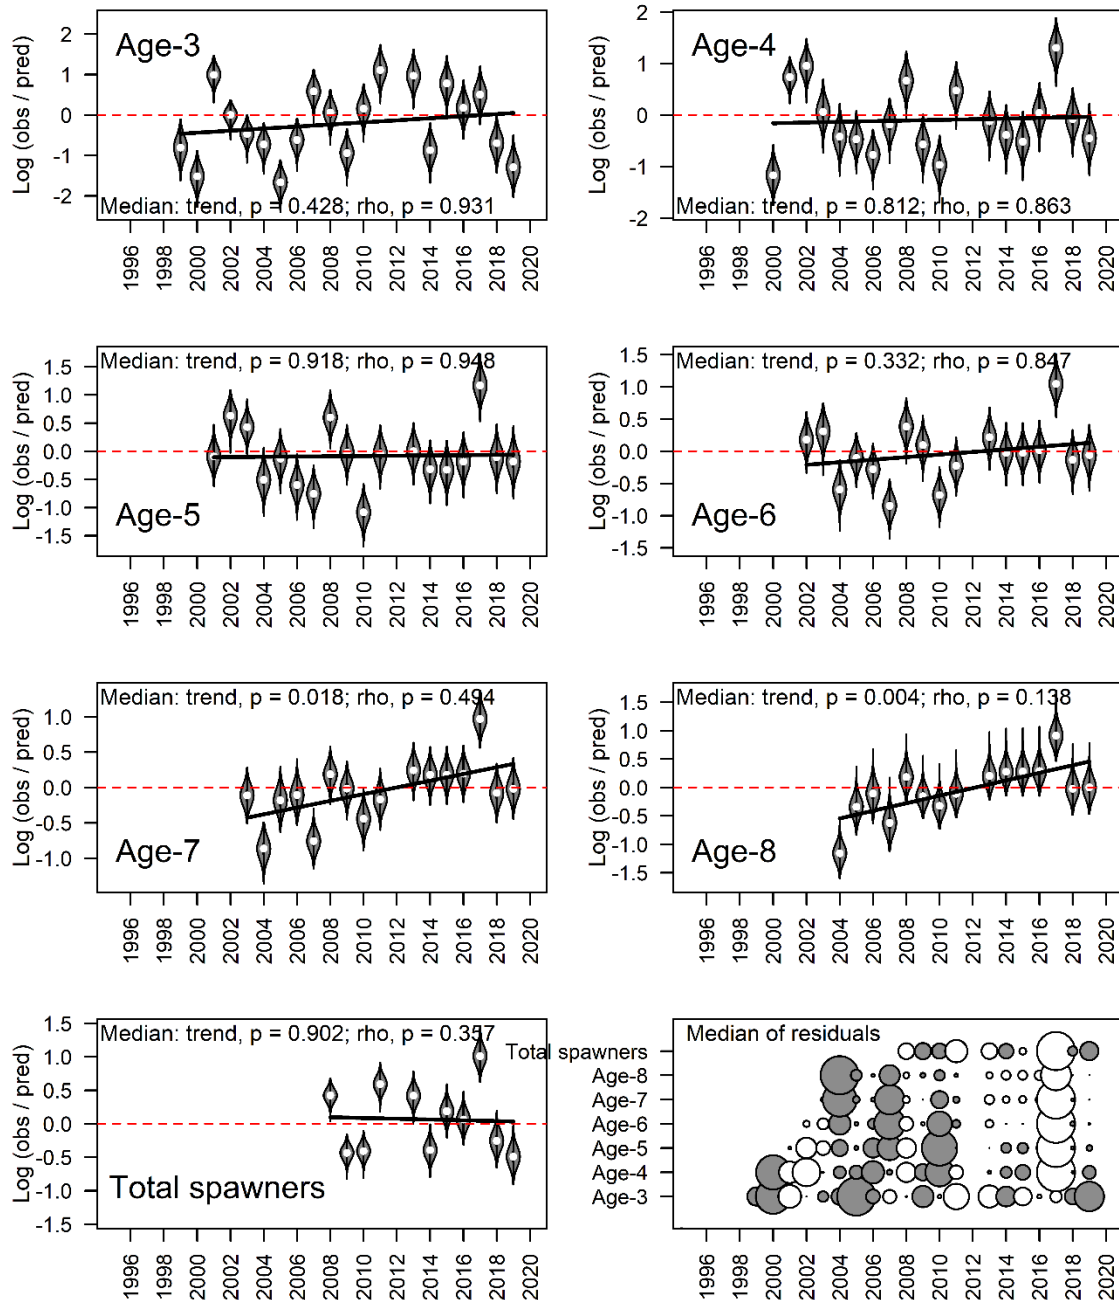 Age-3
Log (obs / pred)
2
1
0
-1
-2
Median: trend, p = 0.428; rho, p = 0.931
1996 1998 2000 2002 2004 2006 2008 2010 2012 2014 2016 2018 2020
Age-4
Log (obs / pred)
2
1
0
-1
-2
Median: trend, p = 0.812; rho, p = 0.863
1996 1998 2000 2002 2004 2006 2008 2010 2012 2014 2016 2018 2020
Median: trend, p = 0.918; rho, p = 0.948
Log (obs / pred)
1.5
1.0
0.5
0.0
-0.5
-1.0
-1.5
Age-5
1996 1998 2000 2002 2004 2006 2008 2010 2012 2014 2016 2018 2020
Median: trend, p = 0.332; rho, p = 0.847
Log (obs / pred)
1.5
1.0
0.5
0.0
-0.5
-1.0
-1.5
Age-6
1996 1998 2000 2002 2004 2006 2008 2010 2012 2014 2016 2018 2020
Median: trend, p = 0.018; rho, p = 0.494
Log (obs / pred)
1.0
0.5
0.0
-0.5
-1.0
Age-7
1996 1998 2000 2002 2004 2006 2008 2010 2012 2014 2016 2018 2020
Median: trend, p = 0.004; rho, p = 0.138
Log (obs / pred)
1.5
1.0
0.5
0.0
-0.5
-1.0
-1.5
Age-8
1996 1998 2000 2002 2004 2006 2008 2010 2012 2014 2016 2018 2020
Median: trend, p = 0.902; rho, p = 0.357
Log (obs / pred)
1.5
1.0
0.5
0.0
-0.5
-1.0
-1.5
Total spawners
1996 1998 2000 2002 2004 2006 2008 2010 2012 2014 2016 2018 2020
Median of residuals
Total spawners
Age-8
Age-7
Age-6
Age-5
Age-4
Age-3
1996 1998 2000 2002 2004 2006 2008 2010 2012 2014 2016 2018 2020